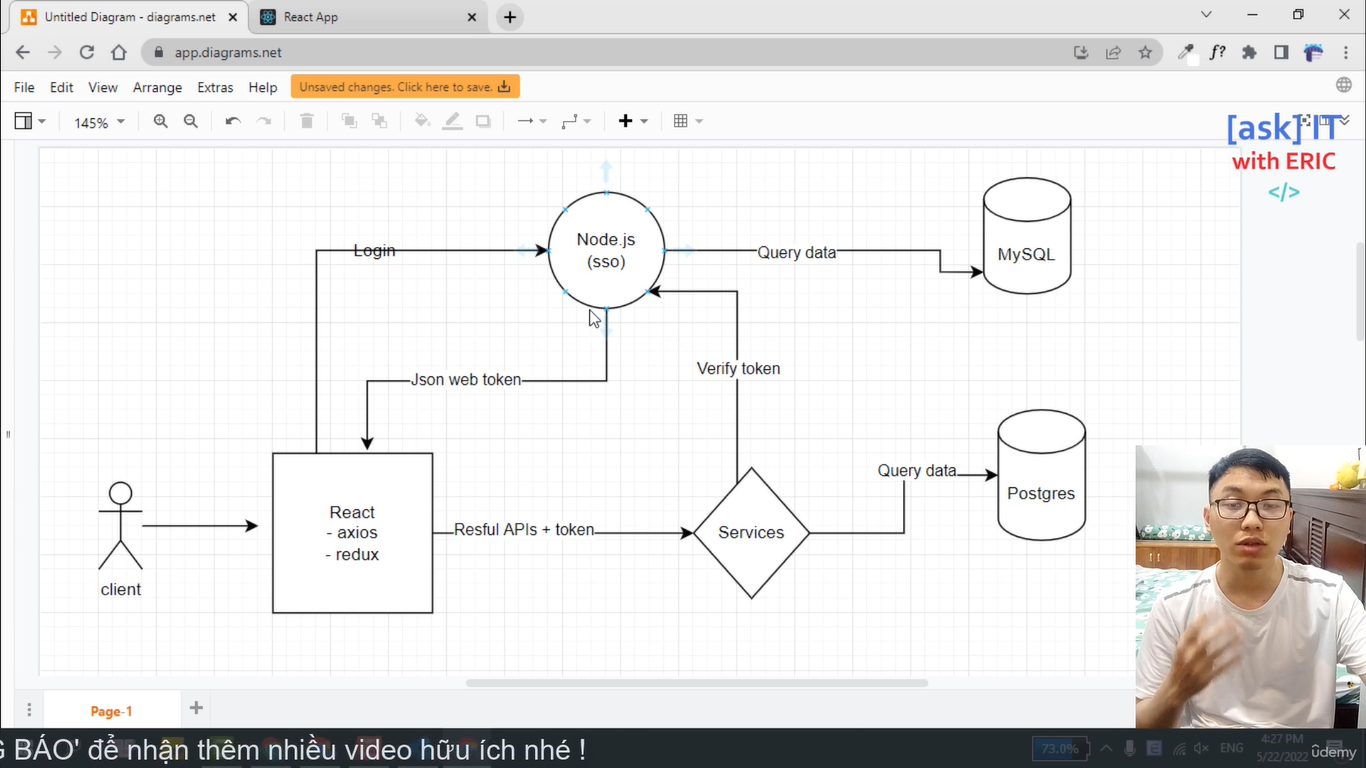 Untitled Diagram - diagrams.net
React App
app.diagrams.net
f?
File Edit View Arrange Extras Help
Unsaved changes. Click here to save.
145%
[ask] IT
with ERIC
</>
Node.js
(sso)
Login
Query data
MySQL
Json web token
Verify token
Query data
Postgres
React
- axios
- redux
Resful APIs + token
Services
client
Page-1
G BÁO' để nhận thêm nhiều video hữu ích nhé !
73.0%
ENG
4:27 PM
5/22/2022
ûdemy